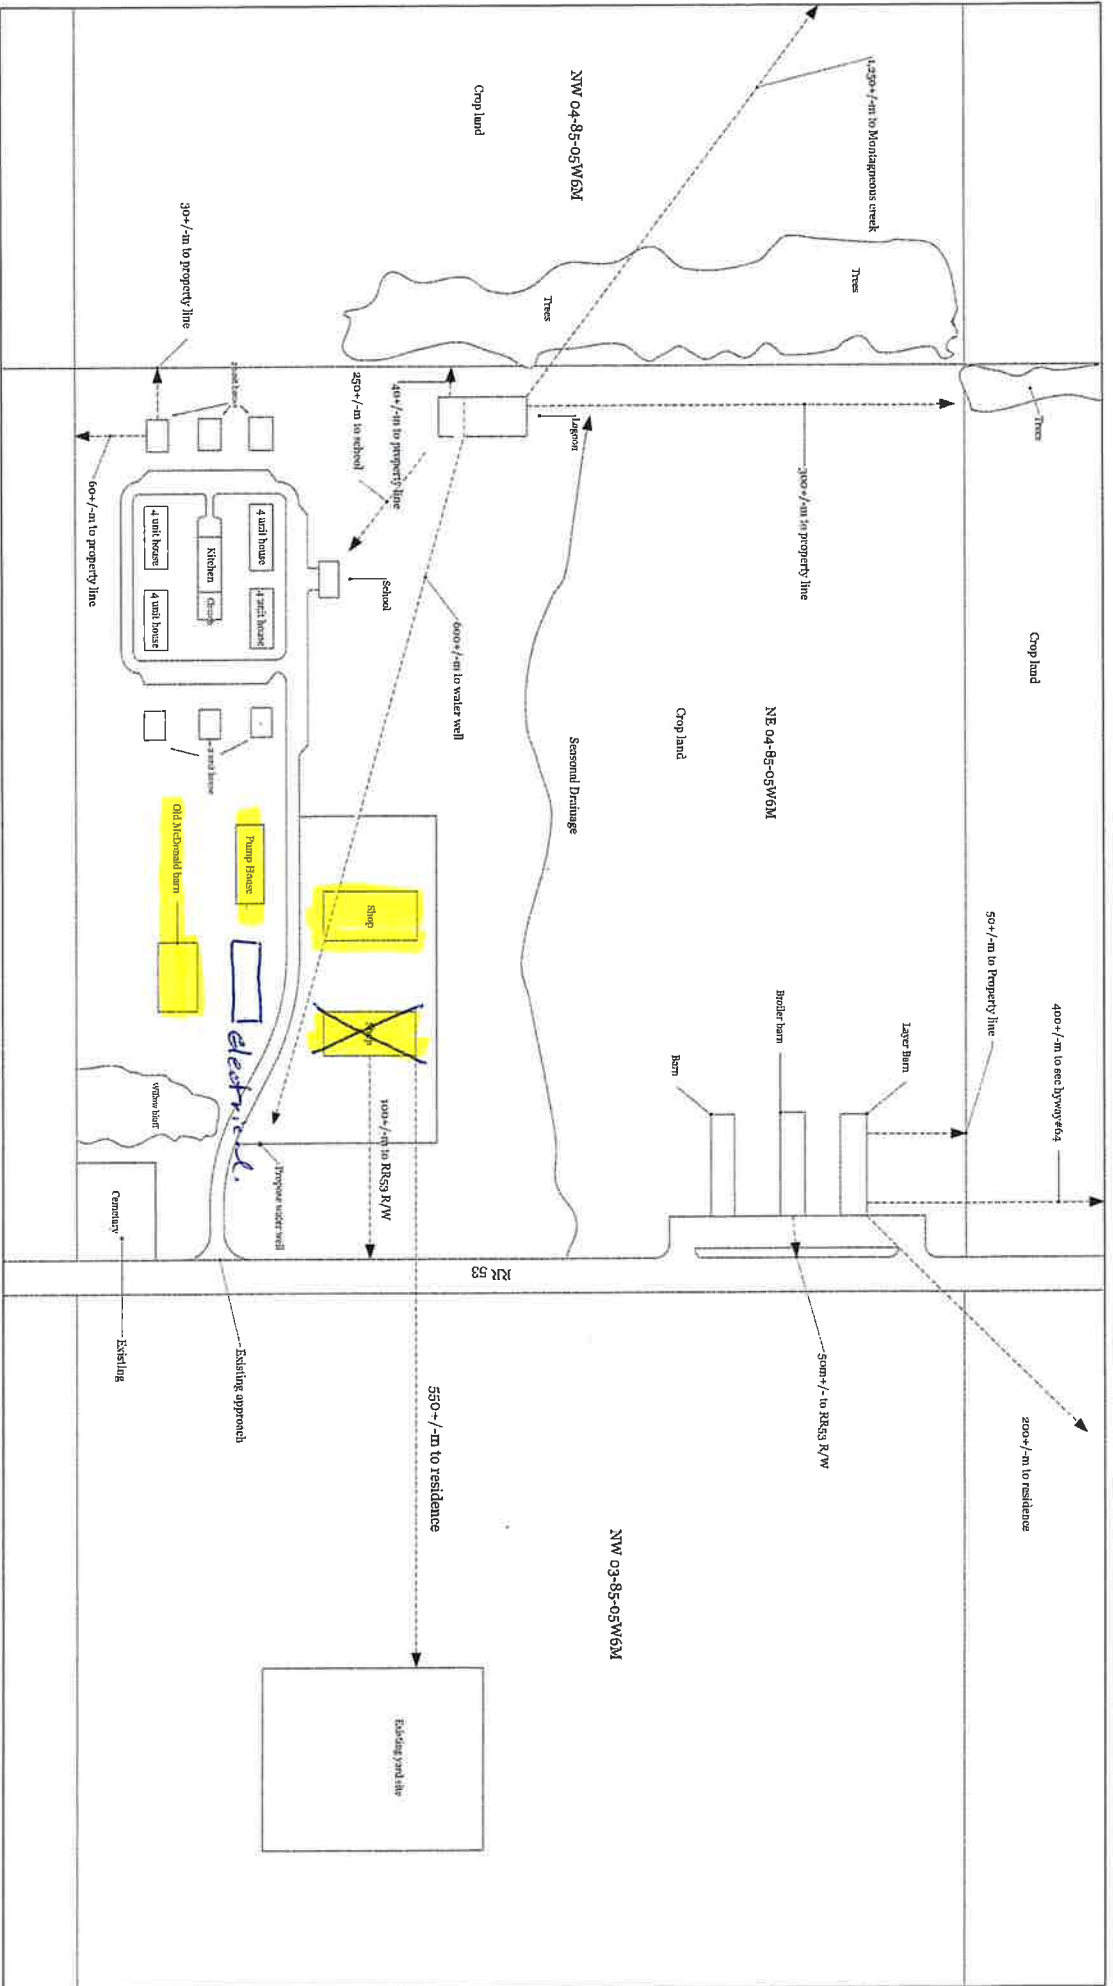 1,250+/-m to Montagneous creek
NW 04-85-05W6M
Crop land
Trees
Trees
Trees
30+/-m to property line
60+/-m to property line
40+/-m to property line
250+/-m to school
Lagoon
300+/-m to property line
600+/-m to water well
School
4 unit house
4 unit house
Kitchen
Church
4 unit house
4 unit house
Crop land
NE 04-85-05W6M
Crop land
Seasonal Drainage
Old McDonald barn
Pump House
Shop
electrical.
100+/-m to RR53 R/W
Propose water well
Willow bluff
Cemetary
Existing
Existing approach
RR 53
Barn
Broiler barn
Layer Barn
50+/-m to Property line
400+/-m to sec hyway#64
50m+/- to RR53 R/W
200+/-m to residence
550+/-m to residence
NW 03-85-05W6M
Existing yard site